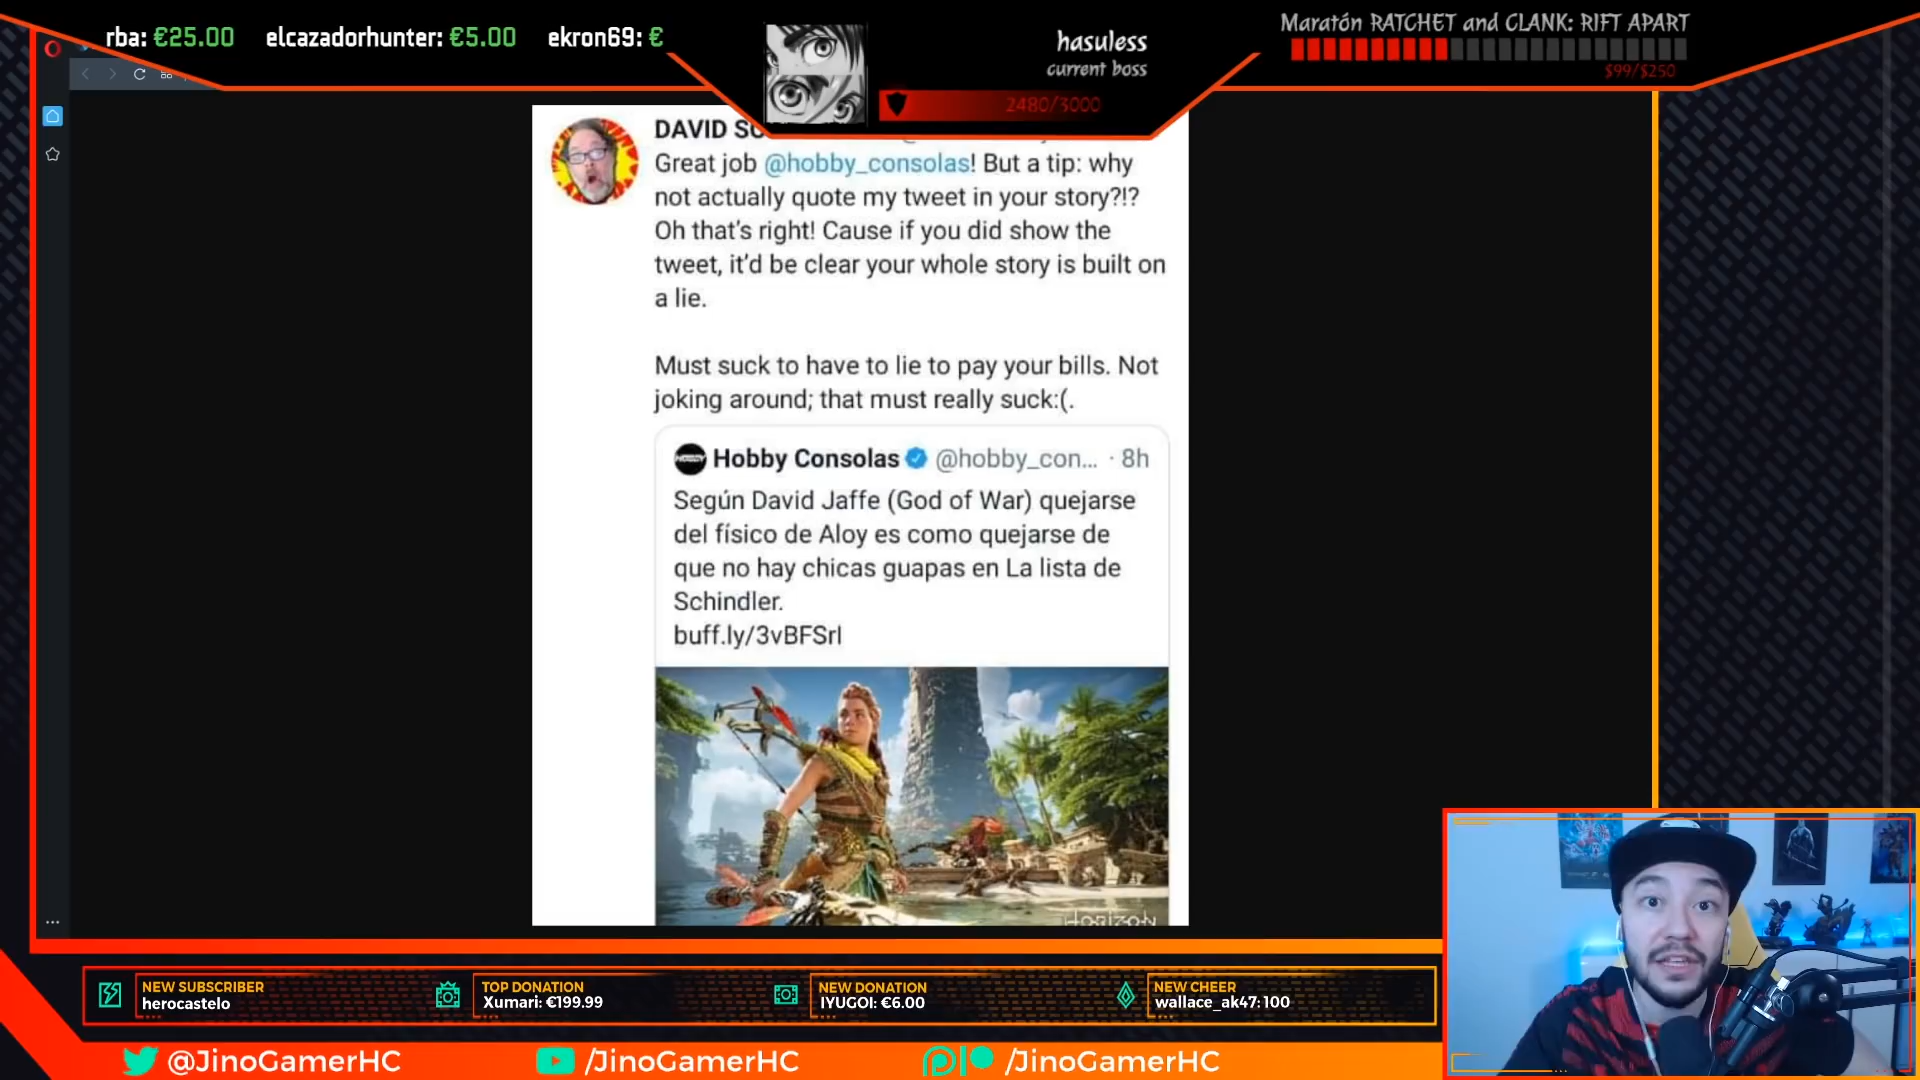 rba: €25.00 elcazadorhunter: €5.00 ekron69: €
hasuless
current boss
2480/3000
Maratón RATCHET and CLANK: RIFT APART
$99/$250
DAVID
Great job @hobby_consolas! But a tip: why
not actually quote my tweet in your story?!?
Oh that's right! Cause if you did show the
tweet, it'd be clear your whole story is built on
a lie.
Must suck to have to lie to pay your bills. Not
joking around; that must really suck:(.
Hobby Consolas @hobby_con... · 8h
Según David Jaffe (God of War) quejarse
del físico de Aloy es como quejarse de
que no hay chicas guapas en La lista de
Schindler.
buff.ly/3vBFSrl
HORIZON
NEW SUBSCRIBER
herocastelo
TOP DONATION
Xumari: €199.99
NEW DONATION
IYUGOI: €6.00
NEW CHEER
wallace_ak47: 100
@JinoGamerHC
/JinoGamerHC
/JinoGamerHC